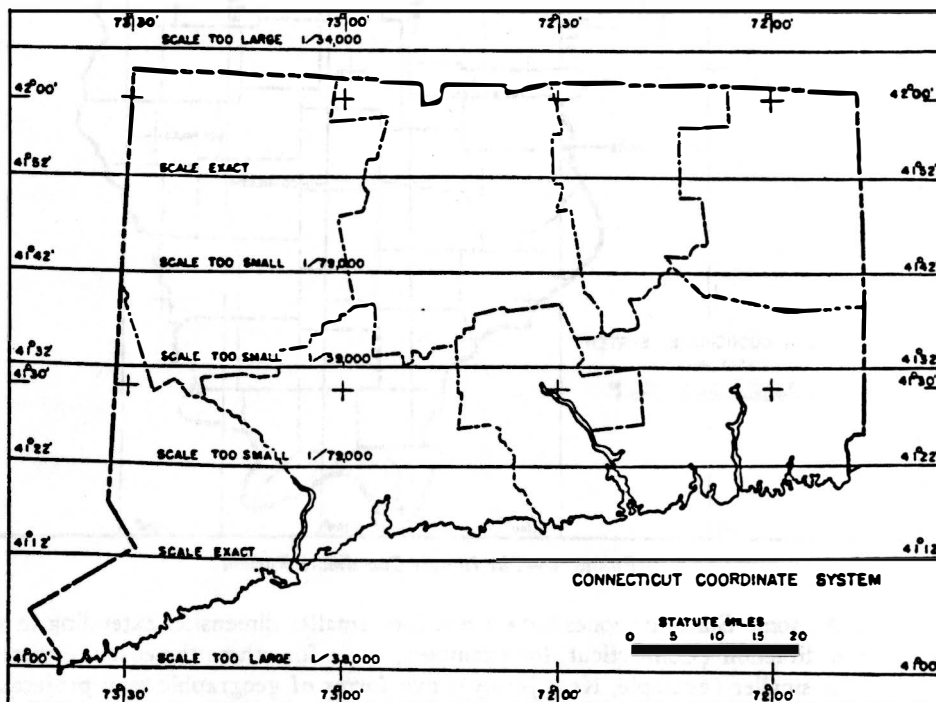 73°30' 73°00' 72°30' 72°00'
SCALE TOO LARGE 1/34,000
42°00' 42°00'
41°52' SCALE EXACT 41°52'
41°42' SCALE TOO SMALL 1/79,000 41°42'
41°32' SCALE TOO SMALL 1/39,000 41°32'
41°30' 41°30'
41°22' SCALE TOO SMALL 1/79,000 41°22'
41°12' SCALE EXACT 41°12'
CONNECTICUT COORDINATE SYSTEM
STATUTE MILES
0 5 10 15 20
41°00' SCALE TOO LARGE 1/38,000 41°00'
73°30' 73°00' 72°30' 72°00'